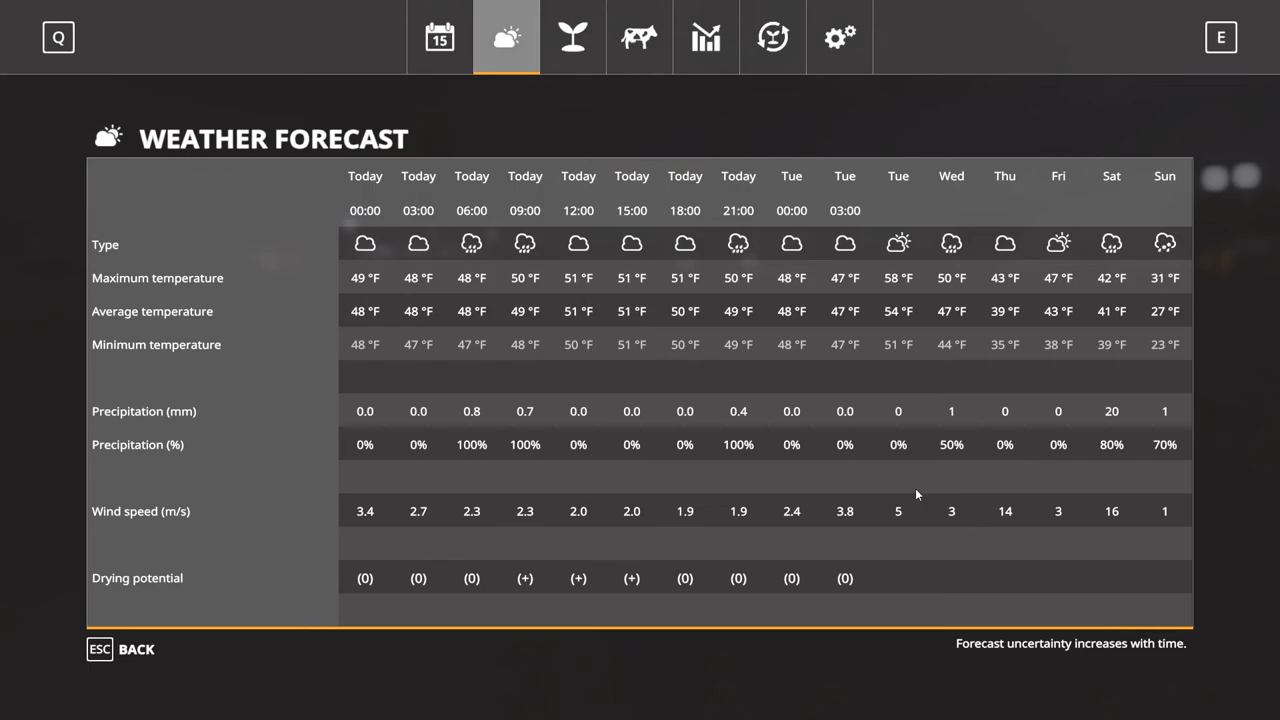 Q
15
E
WEATHER FORECAST
Today Today Today Today Today Today Today Today Tue Tue Tue Wed Thu Fri Sat Sun
00:00 03:00 06:00 09:00 12:00 15:00 18:00 21:00 00:00 03:00
Type
Maximum temperature 49 °F 48 °F 48 °F 50 °F 51 °F 51 °F 51 °F 50 °F 48 °F 47 °F 58 °F 50 °F 43 °F 47 °F 42 °F 31 °F
Average temperature 48 °F 48 °F 48 °F 49 °F 51 °F 51 °F 50 °F 49 °F 48 °F 47 °F 54 °F 47 °F 39 °F 43 °F 41 °F 27 °F
Minimum temperature 48 °F 47 °F 47 °F 48 °F 50 °F 51 °F 50 °F 49 °F 48 °F 47 °F 51 °F 44 °F 35 °F 38 °F 39 °F 23 °F
Precipitation (mm) 0.0 0.0 0.8 0.7 0.0 0.0 0.0 0.4 0.0 0.0 0 1 0 0 20 1
Precipitation (%) 0% 0% 100% 100% 0% 0% 0% 100% 0% 0% 0% 50% 0% 0% 80% 70%
Wind speed (m/s) 3.4 2.7 2.3 2.3 2.0 2.0 1.9 1.9 2.4 3.8 5 3 14 3 16 1
Drying potential (0) (0) (0) (+) (+) (+) (0) (0) (0) (0)
ESC BACK
Forecast uncertainty increases with time.